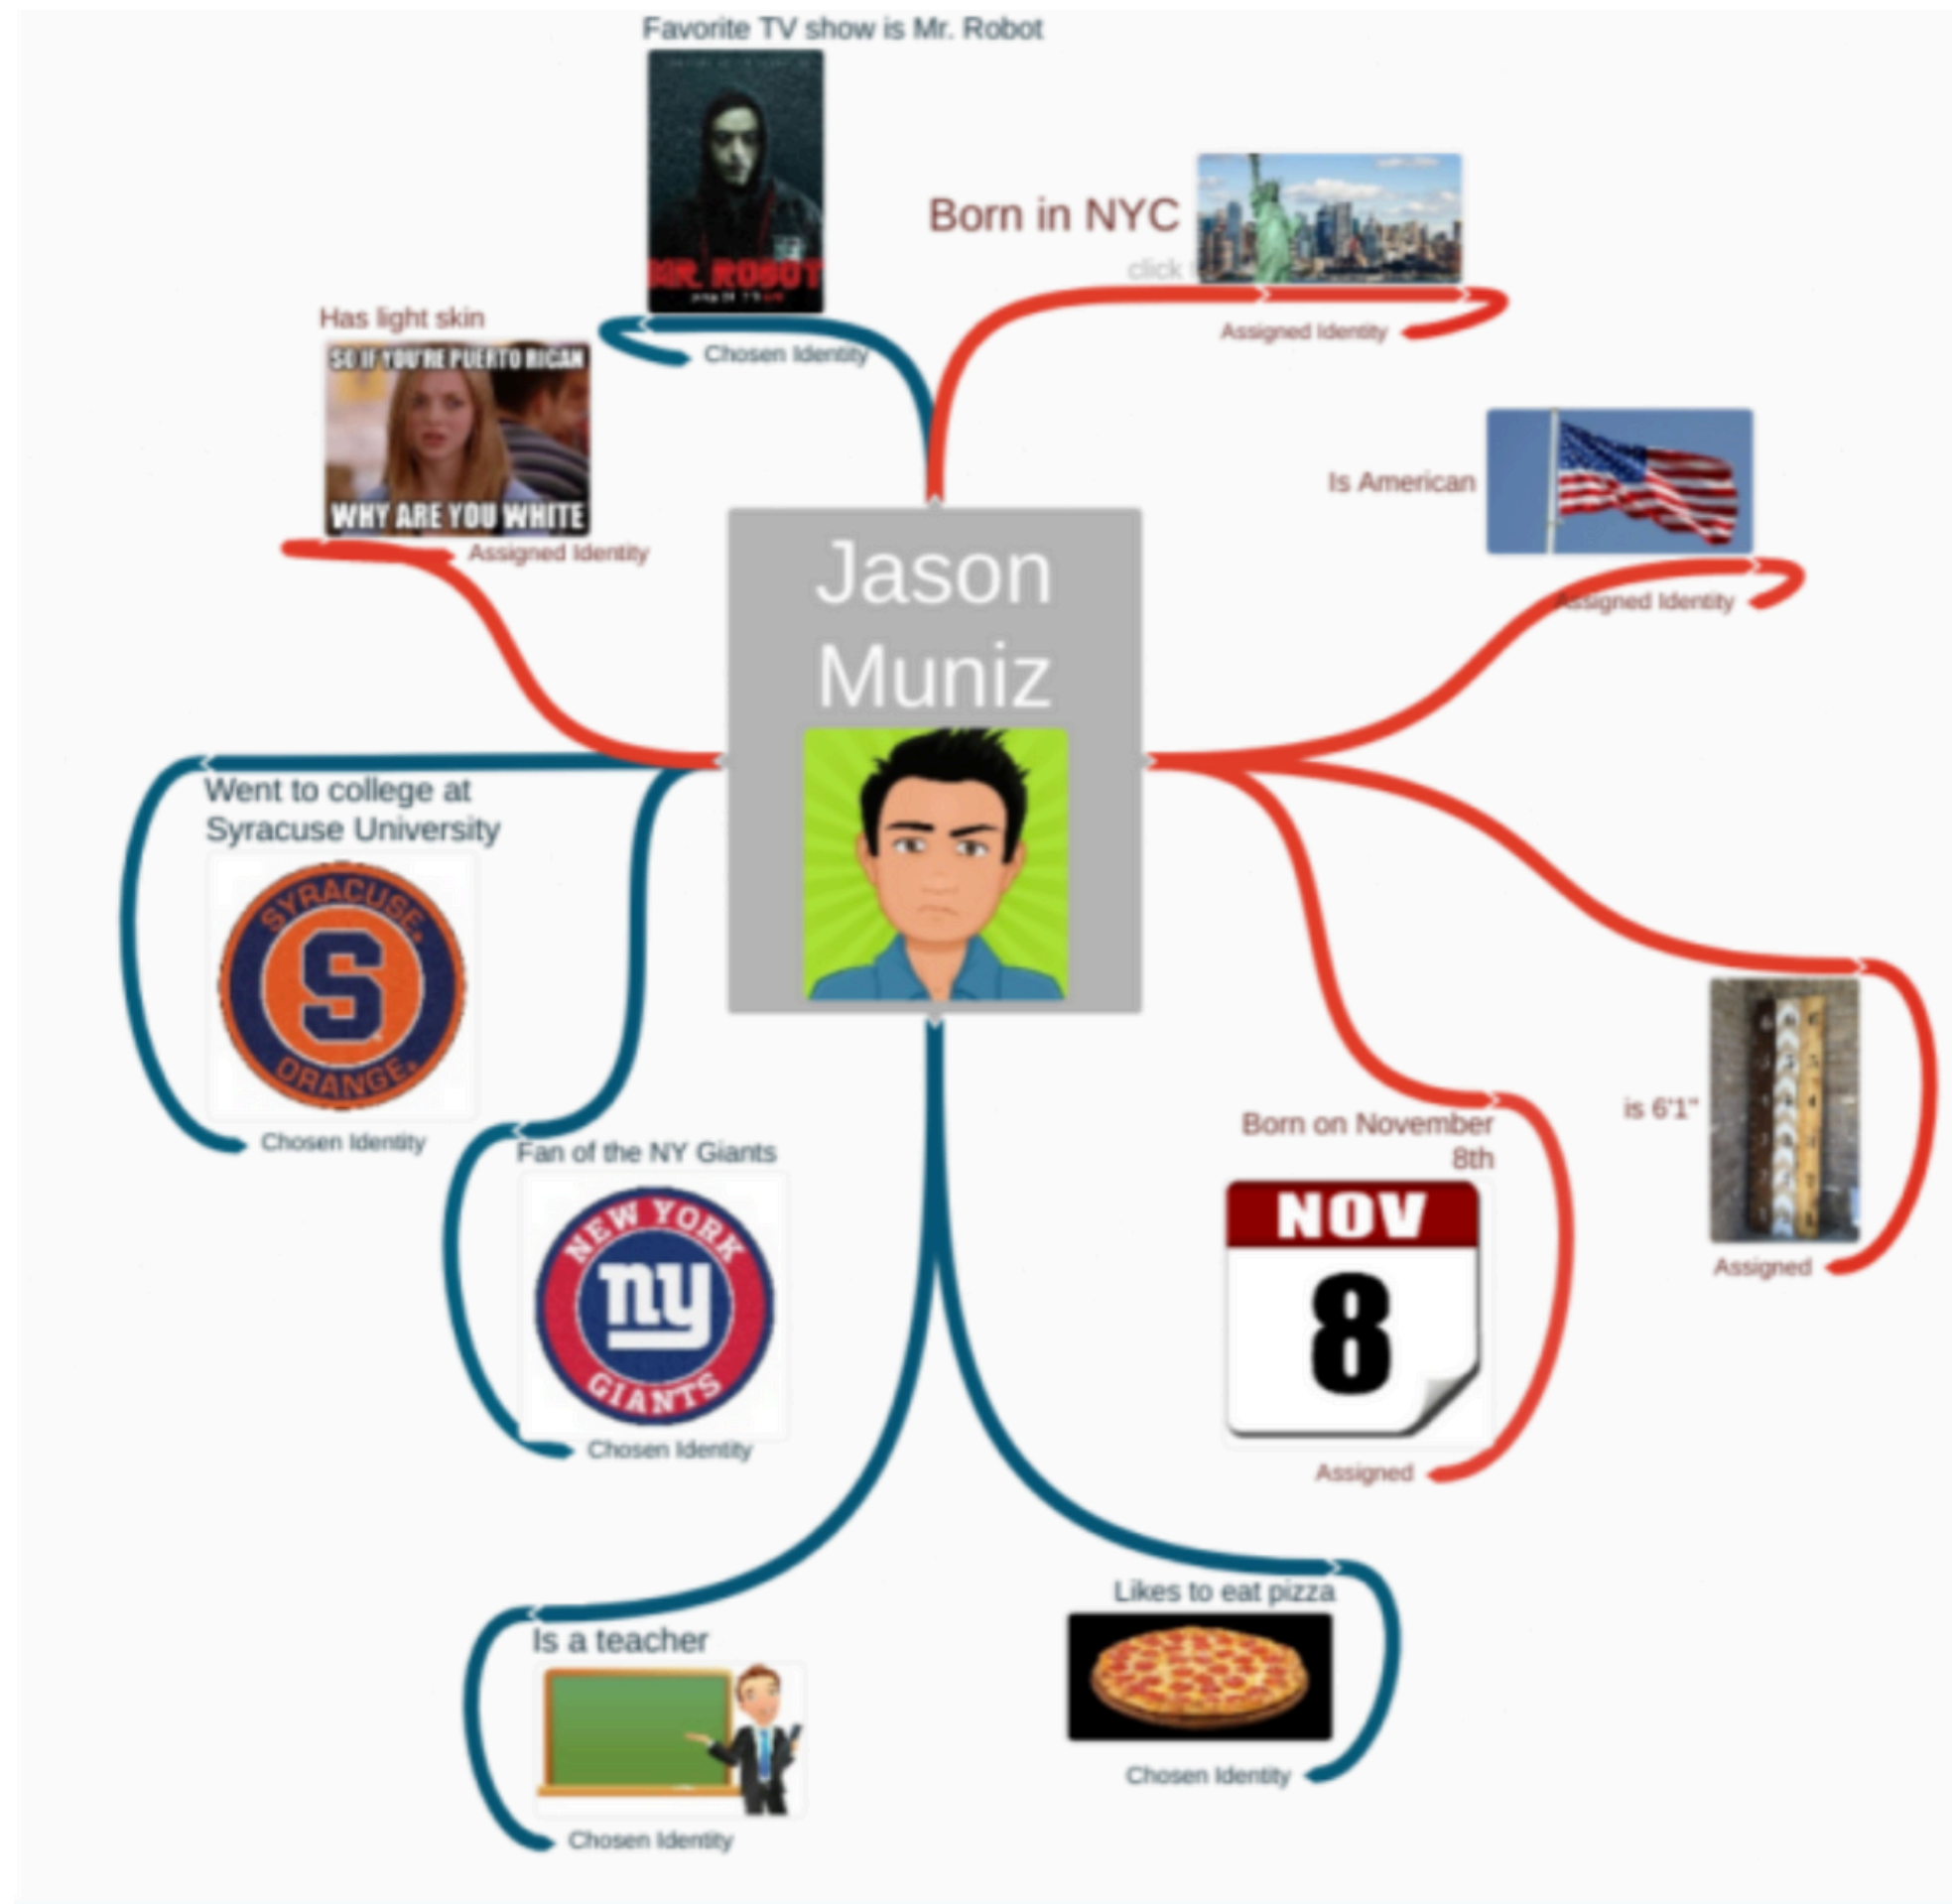 Favorite TV show is Mr. Robot
MR. ROBOT
Chosen Identity
Born in NYC
click
Assigned Identity
Has light skin
SO IF YOU'RE PUERTO RICAN
WHY ARE YOU WHITE
Assigned Identity
Is American
Assigned Identity
Jason
Muniz
Went to college at
Syracuse University
SYRACUSE
S
ORANGE
Chosen Identity
Fan of the NY Giants
NEW YORK
ny
GIANTS
Chosen Identity
is 6'1"
Assigned
Born on November
8th
NOV
8
Assigned
Likes to eat pizza
Chosen Identity
Is a teacher
Chosen Identity